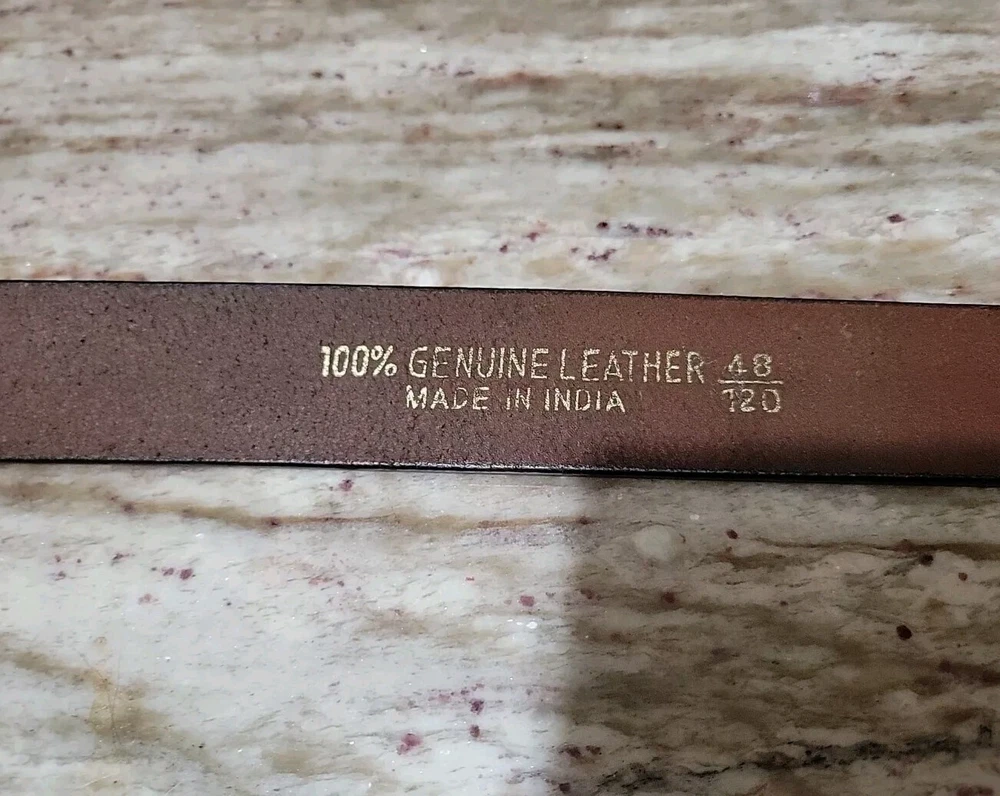 100% GENUINE LEATHER 48
MADE IN INDIA 120